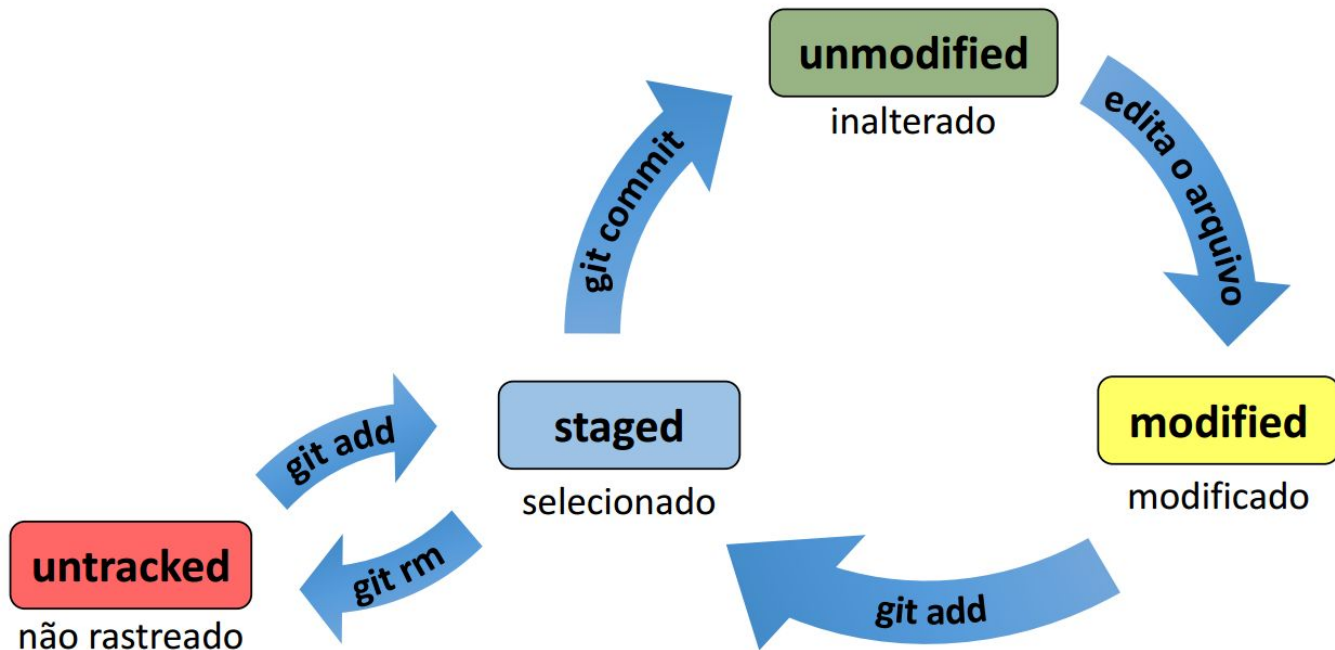 unmodified
inalterado
edita o arquivo
git commit
modified
modificado
staged
selecionado
git add
git add
git rm
untracked
não rastreado